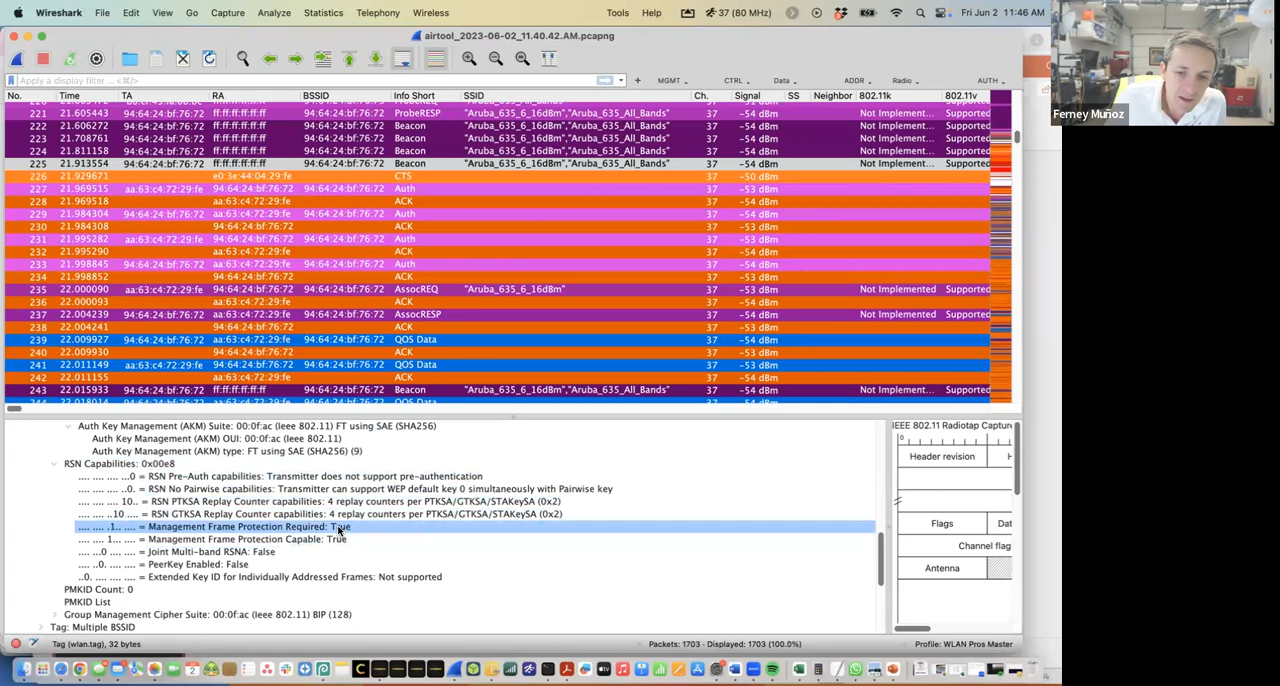 Wireshark File Edit View Go Capture Analyze Statistics Telephony Wireless Tools Help 37 (80 MHz) Fri Jun 2 11:46 AM
airtool_2023-06-02_11.40.42.AM.pcapng
Apply a display filter ... <⌘/> + MGMT CTRL Data ADDR Radio AUTH
No. Time TA RA BSSID Info Short SSID Ch. Signal SS Neighbor 802.11k 802.11v
221 21.605443 94:64:24:bf:76:72 ff:ff:ff:ff:ff:ff 94:64:24:bf:76:72 ProbeRESP "Aruba_635_6_16dBm","Aruba_635_All_Bands" 37 -54 dBm Not Implement... Supported
222 21.606272 94:64:24:bf:76:72 ff:ff:ff:ff:ff:ff 94:64:24:bf:76:72 Beacon "Aruba_635_6_16dBm","Aruba_635_All_Bands" 37 -54 dBm Not Implement... Supported
223 21.708761 94:64:24:bf:76:72 ff:ff:ff:ff:ff:ff 94:64:24:bf:76:72 Beacon "Aruba_635_6_16dBm","Aruba_635_All_Bands" 37 -54 dBm Not Implement... Supported
224 21.811158 94:64:24:bf:76:72 ff:ff:ff:ff:ff:ff 94:64:24:bf:76:72 Beacon "Aruba_635_6_16dBm","Aruba_635_All_Bands" 37 -54 dBm Not Implement... Supported
225 21.913554 94:64:24:bf:76:72 ff:ff:ff:ff:ff:ff 94:64:24:bf:76:72 Beacon "Aruba_635_6_16dBm","Aruba_635_All_Bands" 37 -54 dBm Not Implement... Supported
226 21.929671 e0:3e:44:04:29:fe CTS 37 -50 dBm
227 21.969515 aa:63:c4:72:29:fe 94:64:24:bf:76:72 94:64:24:bf:76:72 Auth 37 -53 dBm
228 21.969518 aa:63:c4:72:29:fe ACK 37 -54 dBm
229 21.984304 94:64:24:bf:76:72 aa:63:c4:72:29:fe 94:64:24:bf:76:72 Auth 37 -54 dBm
230 21.984308 94:64:24:bf:76:72 ACK 37 -54 dBm
231 21.995282 aa:63:c4:72:29:fe 94:64:24:bf:76:72 94:64:24:bf:76:72 Auth 37 -53 dBm
232 21.995290 aa:63:c4:72:29:fe ACK 37 -54 dBm
233 21.998845 94:64:24:bf:76:72 aa:63:c4:72:29:fe 94:64:24:bf:76:72 Auth 37 -53 dBm
234 21.998852 94:64:24:bf:76:72 ACK 37 -54 dBm
235 22.000090 aa:63:c4:72:29:fe 94:64:24:bf:76:72 94:64:24:bf:76:72 AssocREQ "Aruba_635_6_16dBm" 37 -53 dBm Not Implemented Supported
236 22.000093 aa:63:c4:72:29:fe ACK 37 -54 dBm
237 22.004239 94:64:24:bf:76:72 aa:63:c4:72:29:fe 94:64:24:bf:76:72 AssocRESP 37 -54 dBm Not Implemented Supported
238 22.004241 94:64:24:bf:76:72 ACK 37 -53 dBm
239 22.009927 94:64:24:bf:76:72 aa:63:c4:72:29:fe 94:64:24:bf:76:72 QOS Data 37 -54 dBm
240 22.009930 94:64:24:bf:76:72 ACK 37 -53 dBm
241 22.011149 aa:63:c4:72:29:fe 94:64:24:bf:76:72 94:64:24:bf:76:72 QOS Data 37 -54 dBm
242 22.011155 aa:63:c4:72:29:fe ACK 37 -54 dBm
243 22.015933 94:64:24:bf:76:72 ff:ff:ff:ff:ff:ff 94:64:24:bf:76:72 Beacon "Aruba_635_6_16dBm","Aruba_635_All_Bands" 37 -54 dBm Not Implement... Supported
Auth Key Management (AKM) Suite: 00:0f:ac (Ieee 802.11) FT using SAE (SHA256)
Auth Key Management (AKM) OUI: 00:0f:ac (Ieee 802.11)
Auth Key Management (AKM) type: FT using SAE (SHA256) (9)
RSN Capabilities: 0x00e8
.... .... .... ...0 = RSN Pre-Auth capabilities: Transmitter does not support pre-authentication
.... .... .... ..0. = RSN No Pairwise capabilities: Transmitter can support WEP default key 0 simultaneously with Pairwise key
.... .... .... 10.. = RSN PTKSA Replay Counter capabilities: 4 replay counters per PTKSA/GTKSA/STAKeySA (0x2)
.... .... ..10 .... = RSN GTKSA Replay Counter capabilities: 4 replay counters per PTKSA/GTKSA/STAKeySA (0x2)
.... .... .1.. .... = Management Frame Protection Required: True
.... .... 1... .... = Management Frame Protection Capable: True
.... ...0 .... .... = Joint Multi-band RSNA: False
.... ..0. .... .... = PeerKey Enabled: False
..0. .... .... .... = Extended Key ID for Individually Addressed Frames: Not supported
PMKID Count: 0
PMKID List
Group Management Cipher Suite: 00:0f:ac (Ieee 802.11) BIP (128)
Tag: Multiple BSSID
IEEE 802.11 Radiotap Captur
0
Header revision H
Flags Dat
Channel flag
Antenna
Tag (wlan.tag), 32 bytes Packets: 1703 · Displayed: 1703 (100.0%) Profile: WLAN Pros Master
Ferney Muñoz